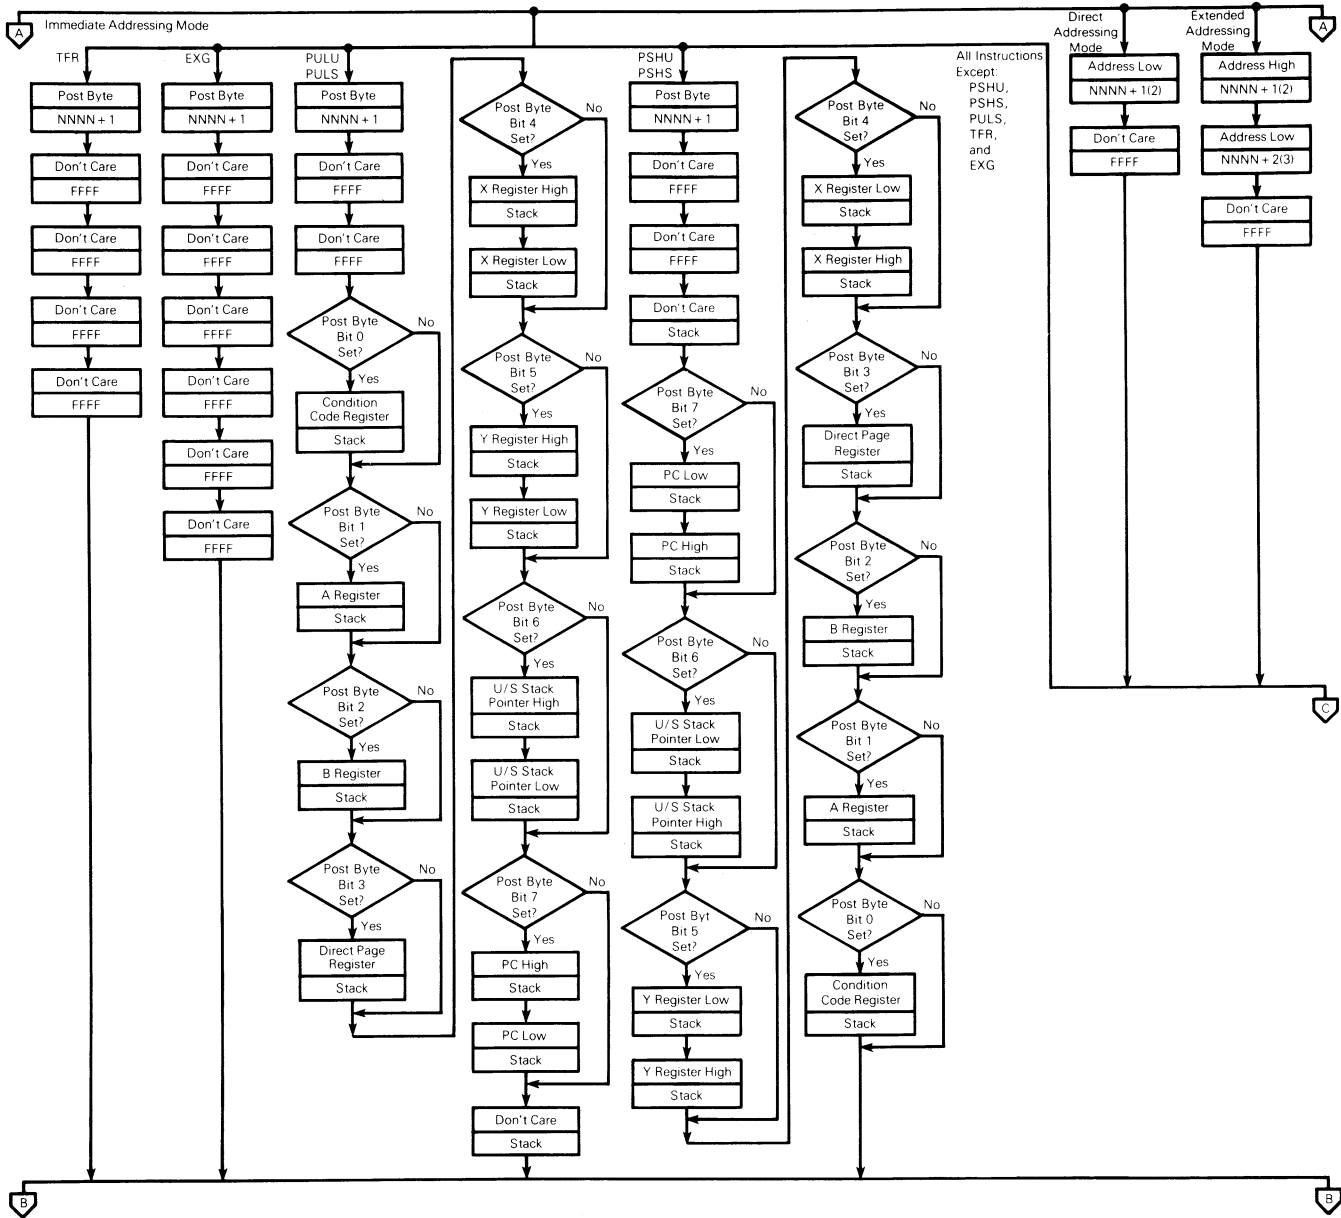 A
Immediate Addressing Mode
Direct
Addressing
Mode
Extended
Addressing
Mode
A
TFR
Post Byte
NNNN + 1
Don't Care
FFFF
Don't Care
FFFF
Don't Care
FFFF
Don't Care
FFFF
EXG
Post Byte
NNNN + 1
Don't Care
FFFF
Don't Care
FFFF
Don't Care
FFFF
Don't Care
FFFF
Don't Care
FFFF
Don't Care
FFFF
PULU
PULS
Post Byte
NNNN + 1
Don't Care
FFFF
Don't Care
FFFF
Post Byte
Bit 0
Set?
No
Yes
Condition
Code Register
Stack
Post Byte
Bit 1
Set?
No
Yes
A Register
Stack
Post Byte
Bit 2
Set?
No
Yes
B Register
Stack
Post Byte
Bit 3
Set?
No
Yes
Direct Page
Register
Stack
Post Byte
Bit 4
Set?
No
Yes
X Register High
Stack
X Register Low
Stack
Post Byte
Bit 5
Set?
No
Yes
Y Register High
Stack
Y Register Low
Stack
Post Byte
Bit 6
Set?
No
Yes
U/S Stack
Pointer High
Stack
U/S Stack
Pointer Low
Stack
Post Byte
Bit 7
Set?
No
Yes
PC High
Stack
PC Low
Stack
Don't Care
Stack
PSHU
PSHS
Post Byte
NNNN + 1
Don't Care
FFFF
Don't Care
FFFF
Don't Care
Stack
Post Byte
Bit 7
Set?
No
Yes
PC Low
Stack
PC High
Stack
Post Byte
Bit 6
Set?
No
Yes
U/S Stack
Pointer Low
Stack
U/S Stack
Pointer High
Stack
Post Byt
Bit 5
Set?
No
Yes
Y Register Low
Stack
Y Register High
Stack
Post Byte
Bit 4
Set?
No
Yes
X Register Low
Stack
X Register High
Stack
Post Byte
Bit 3
Set?
No
Yes
Direct Page
Register
Stack
Post Byte
Bit 2
Set?
No
Yes
B Register
Stack
Post Byte
Bit 1
Set?
No
Yes
A Register
Stack
Post Byte
Bit 0
Set?
No
Yes
Condition
Code Register
Stack
All Instructions
Except:
PSHU,
PSHS,
PULS,
TFR,
and
EXG
Address Low
NNNN + 1(2)
Don't Care
FFFF
Address High
NNNN + 1(2)
Address Low
NNNN + 2(3)
Don't Care
FFFF
C
B
B